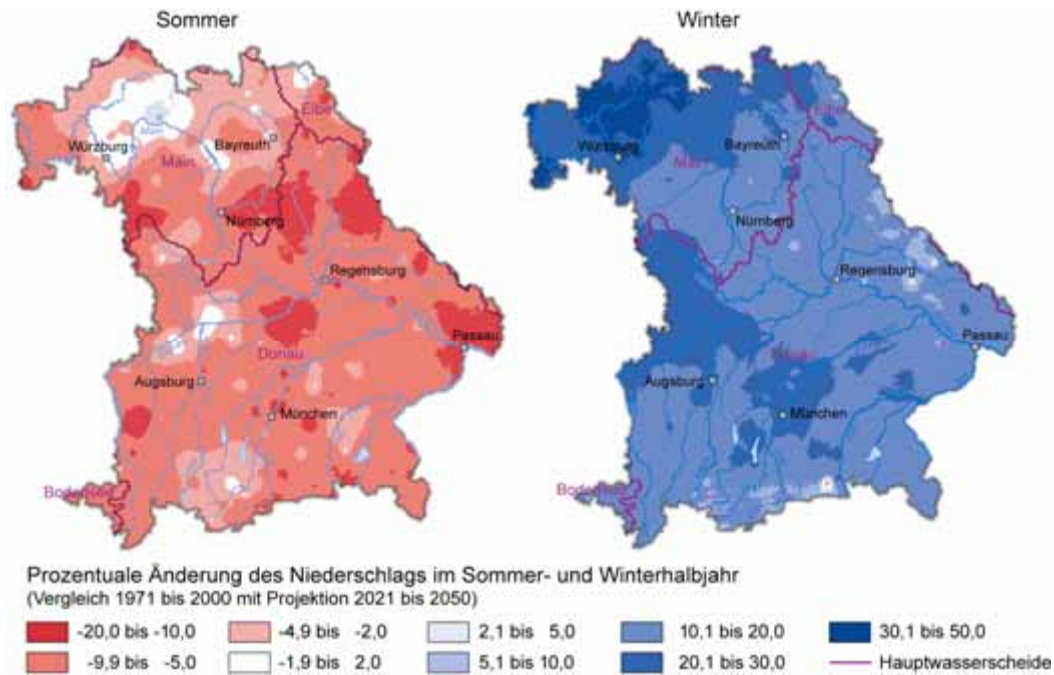 Sommer
Winter
Elbe
Würzburg
Main
Bayreuth
Main
Nürnberg
Regensburg
Passau
Donau
Augsburg
München
Elbe
Würzburg
Main
Bayreuth
Nürnberg
Regensburg
Passau
Donau
Augsburg
München
Prozentuale Änderung des Niederschlags im Sommer- und Winterhalbjahr
(Vergleich 1971 bis 2000 mit Projektion 2021 bis 2050)
-20,0 bis -10,0 -4,9 bis -2,0 2,1 bis 5,0 10,1 bis 20,0 30,1 bis 50,0
-9,9 bis -5,0 -1,9 bis 2,0 5,1 bis 10,0 20,1 bis 30,0 Hauptwasserscheide